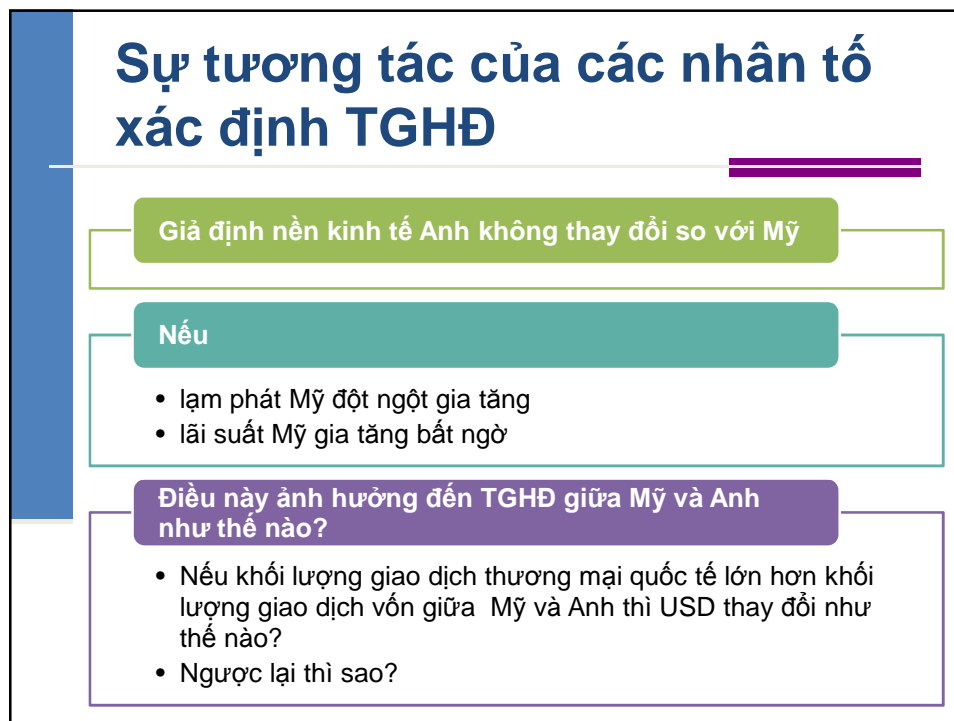 Sự tương tác của các nhân tố
xác định TGHĐ
Giả định nền kinh tế Anh không thay đổi so với Mỹ
Nếu
• lạm phát Mỹ đột ngột gia tăng
• lãi suất Mỹ gia tăng bất ngờ
Điều này ảnh hưởng đến TGHĐ giữa Mỹ và Anh
như thế nào?
• Nếu khối lượng giao dịch thương mại quốc tế lớn hơn khối
lượng giao dịch vốn giữa Mỹ và Anh thì USD thay đổi như
thế nào?
• Ngược lại thì sao?